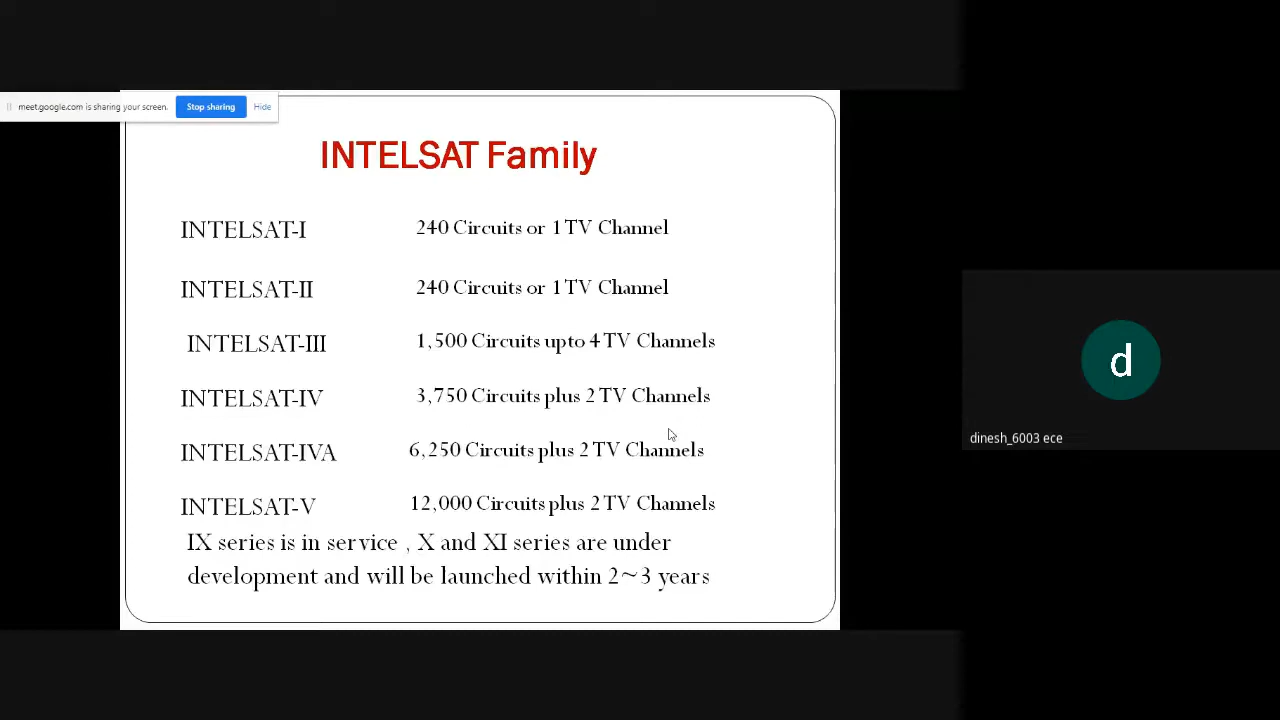 meet.google.com is sharing your screen. Stop sharing Hide
INTELSAT Family
INTELSAT-I 240 Circuits or 1 TV Channel
INTELSAT-II 240 Circuits or 1 TV Channel
INTELSAT-III 1,500 Circuits upto 4 TV Channels
INTELSAT-IV 3,750 Circuits plus 2 TV Channels
INTELSAT-IVA 6,250 Circuits plus 2 TV Channels
INTELSAT-V 12,000 Circuits plus 2 TV Channels
IX series is in service , X and XI series are under
development and will be launched within 2~3 years
d
dinesh_6003 ece